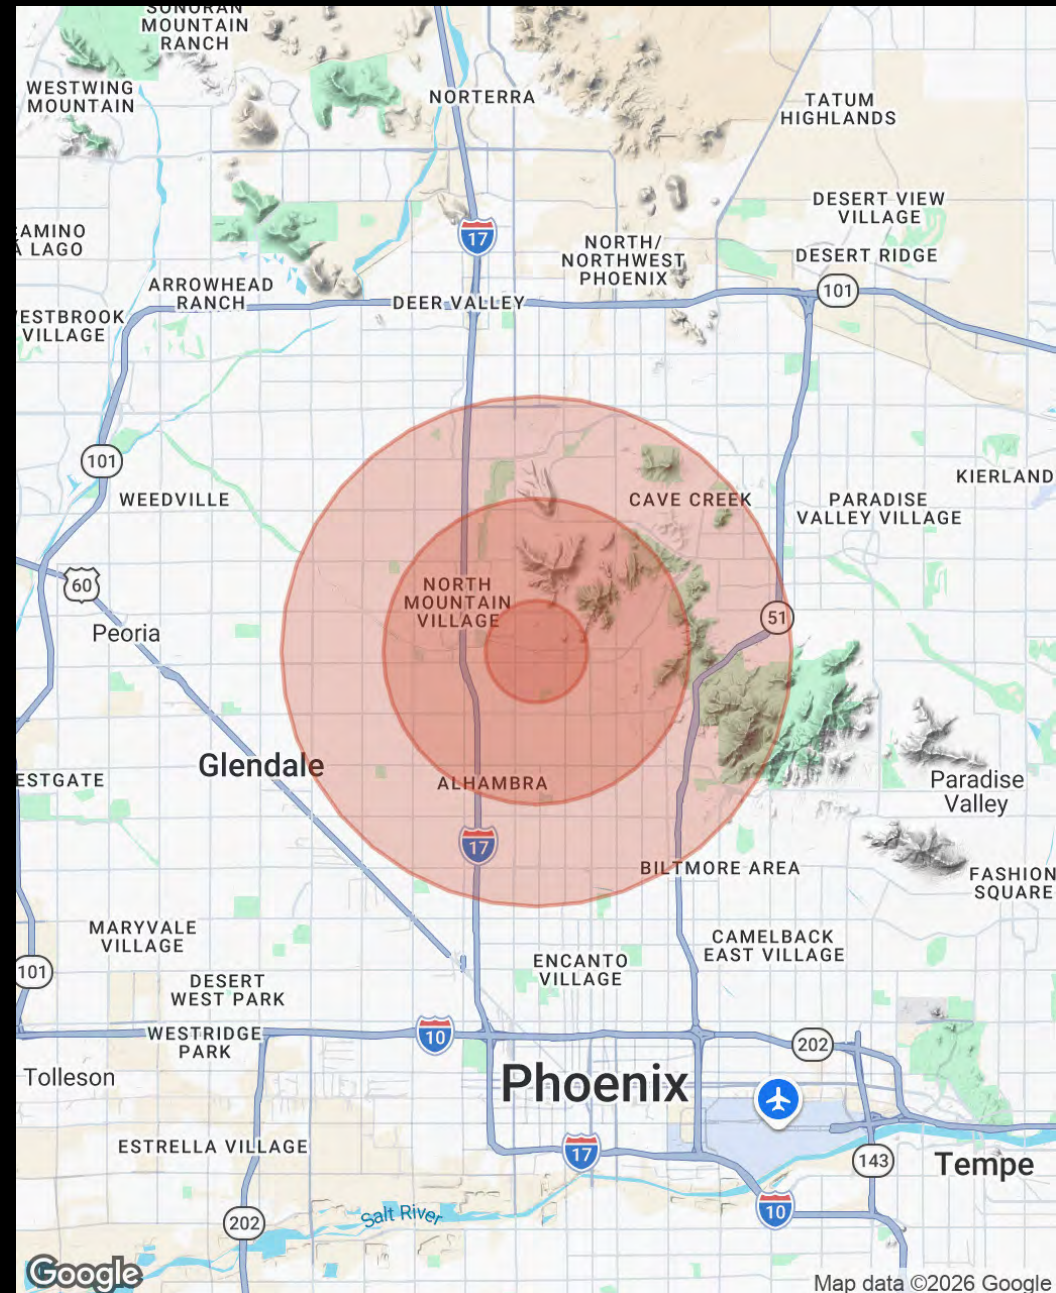 SONORAN
MOUNTAIN
RANCH
WESTWING
MOUNTAIN
NORTERRA
TATUM
HIGHLANDS
DESERT VIEW
VILLAGE
AMINO
A LAGO
17
NORTH/
NORTHWEST
PHOENIX
DESERT RIDGE
ARROWHEAD
RANCH
DEER VALLEY
101
ESTBROOK
VILLAGE
101
WEEDVILLE
CAVE CREEK
KIERLAND
PARADISE
VALLEY VILLAGE
60
NORTH
MOUNTAIN
VILLAGE
51
Peoria
Glendale
ESTGATE
ALHAMBRA
Paradise
Valley
17
BILTMORE AREA
FASHION
SQUARE
MARYVALE
VILLAGE
CAMELBACK
EAST VILLAGE
101
ENCANTO
VILLAGE
DESERT
WEST PARK
WESTRIDGE
PARK
10
202
Tolleson
Phoenix
ESTRELLA VILLAGE
17
143
Tempe
202
Salt River
10
Google
Map data ©2026 Google